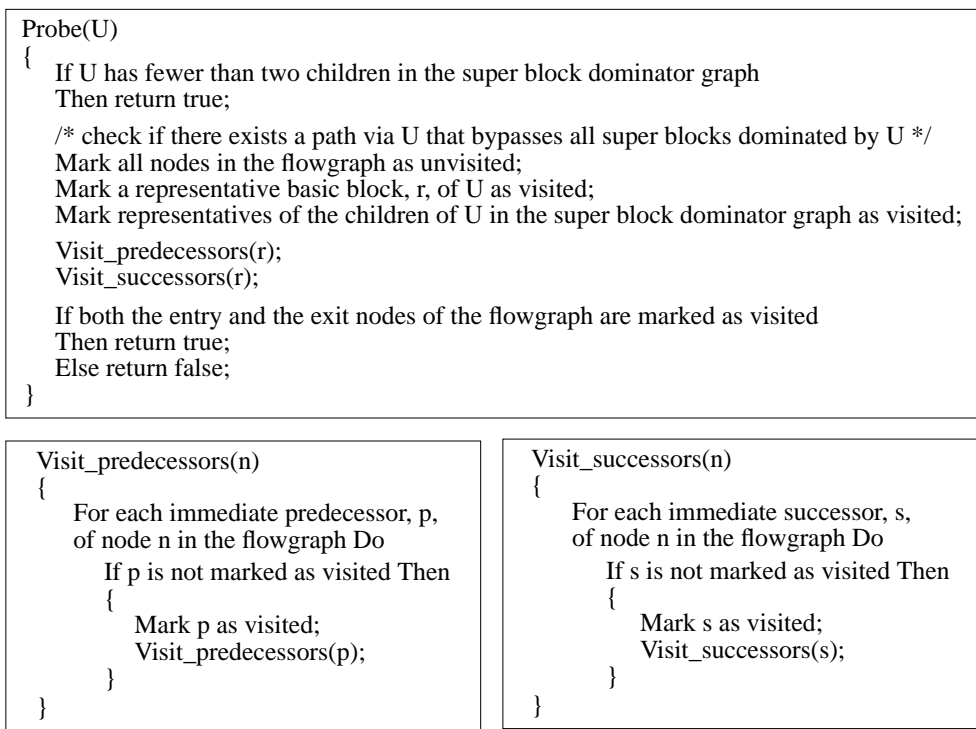 Probe(U)
{
If U has fewer than two children in the super block dominator graph
Then return true;
/* check if there exists a path via U that bypasses all super blocks dominated by U */
Mark all nodes in the flowgraph as unvisited;
Mark a representative basic block, r, of U as visited;
Mark representatives of the children of U in the super block dominator graph as visited;
Visit_predecessors(r);
Visit_successors(r);
If both the entry and the exit nodes of the flowgraph are marked as visited
Then return true;
Else return false;
}
Visit_predecessors(n)
{
For each immediate predecessor, p,
of node n in the flowgraph Do
If p is not marked as visited Then
{
Mark p as visited;
Visit_predecessors(p);
}
}
Visit_successors(n)
{
For each immediate successor, s,
of node n in the flowgraph Do
If s is not marked as visited Then
{
Mark s as visited;
Visit_successors(s);
}
}